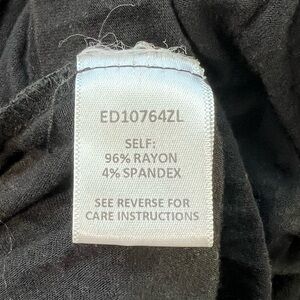 ED10764ZL
SELF:
96% RAYON
4% SPANDEX
SEE REVERSE FOR
CARE INSTRUCTIONS